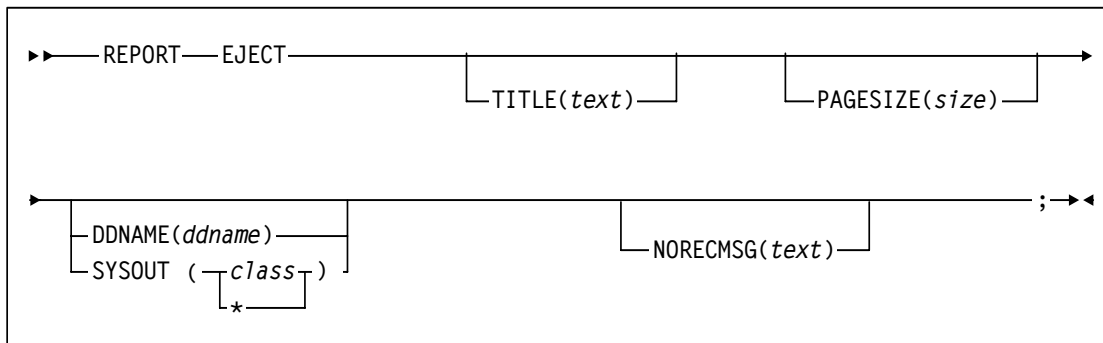 REPORT EJECT
TITLE(text) PAGESIZE(size)
;
DDNAME(ddname) NORECMSG(text)
SYSOUT (class)
*